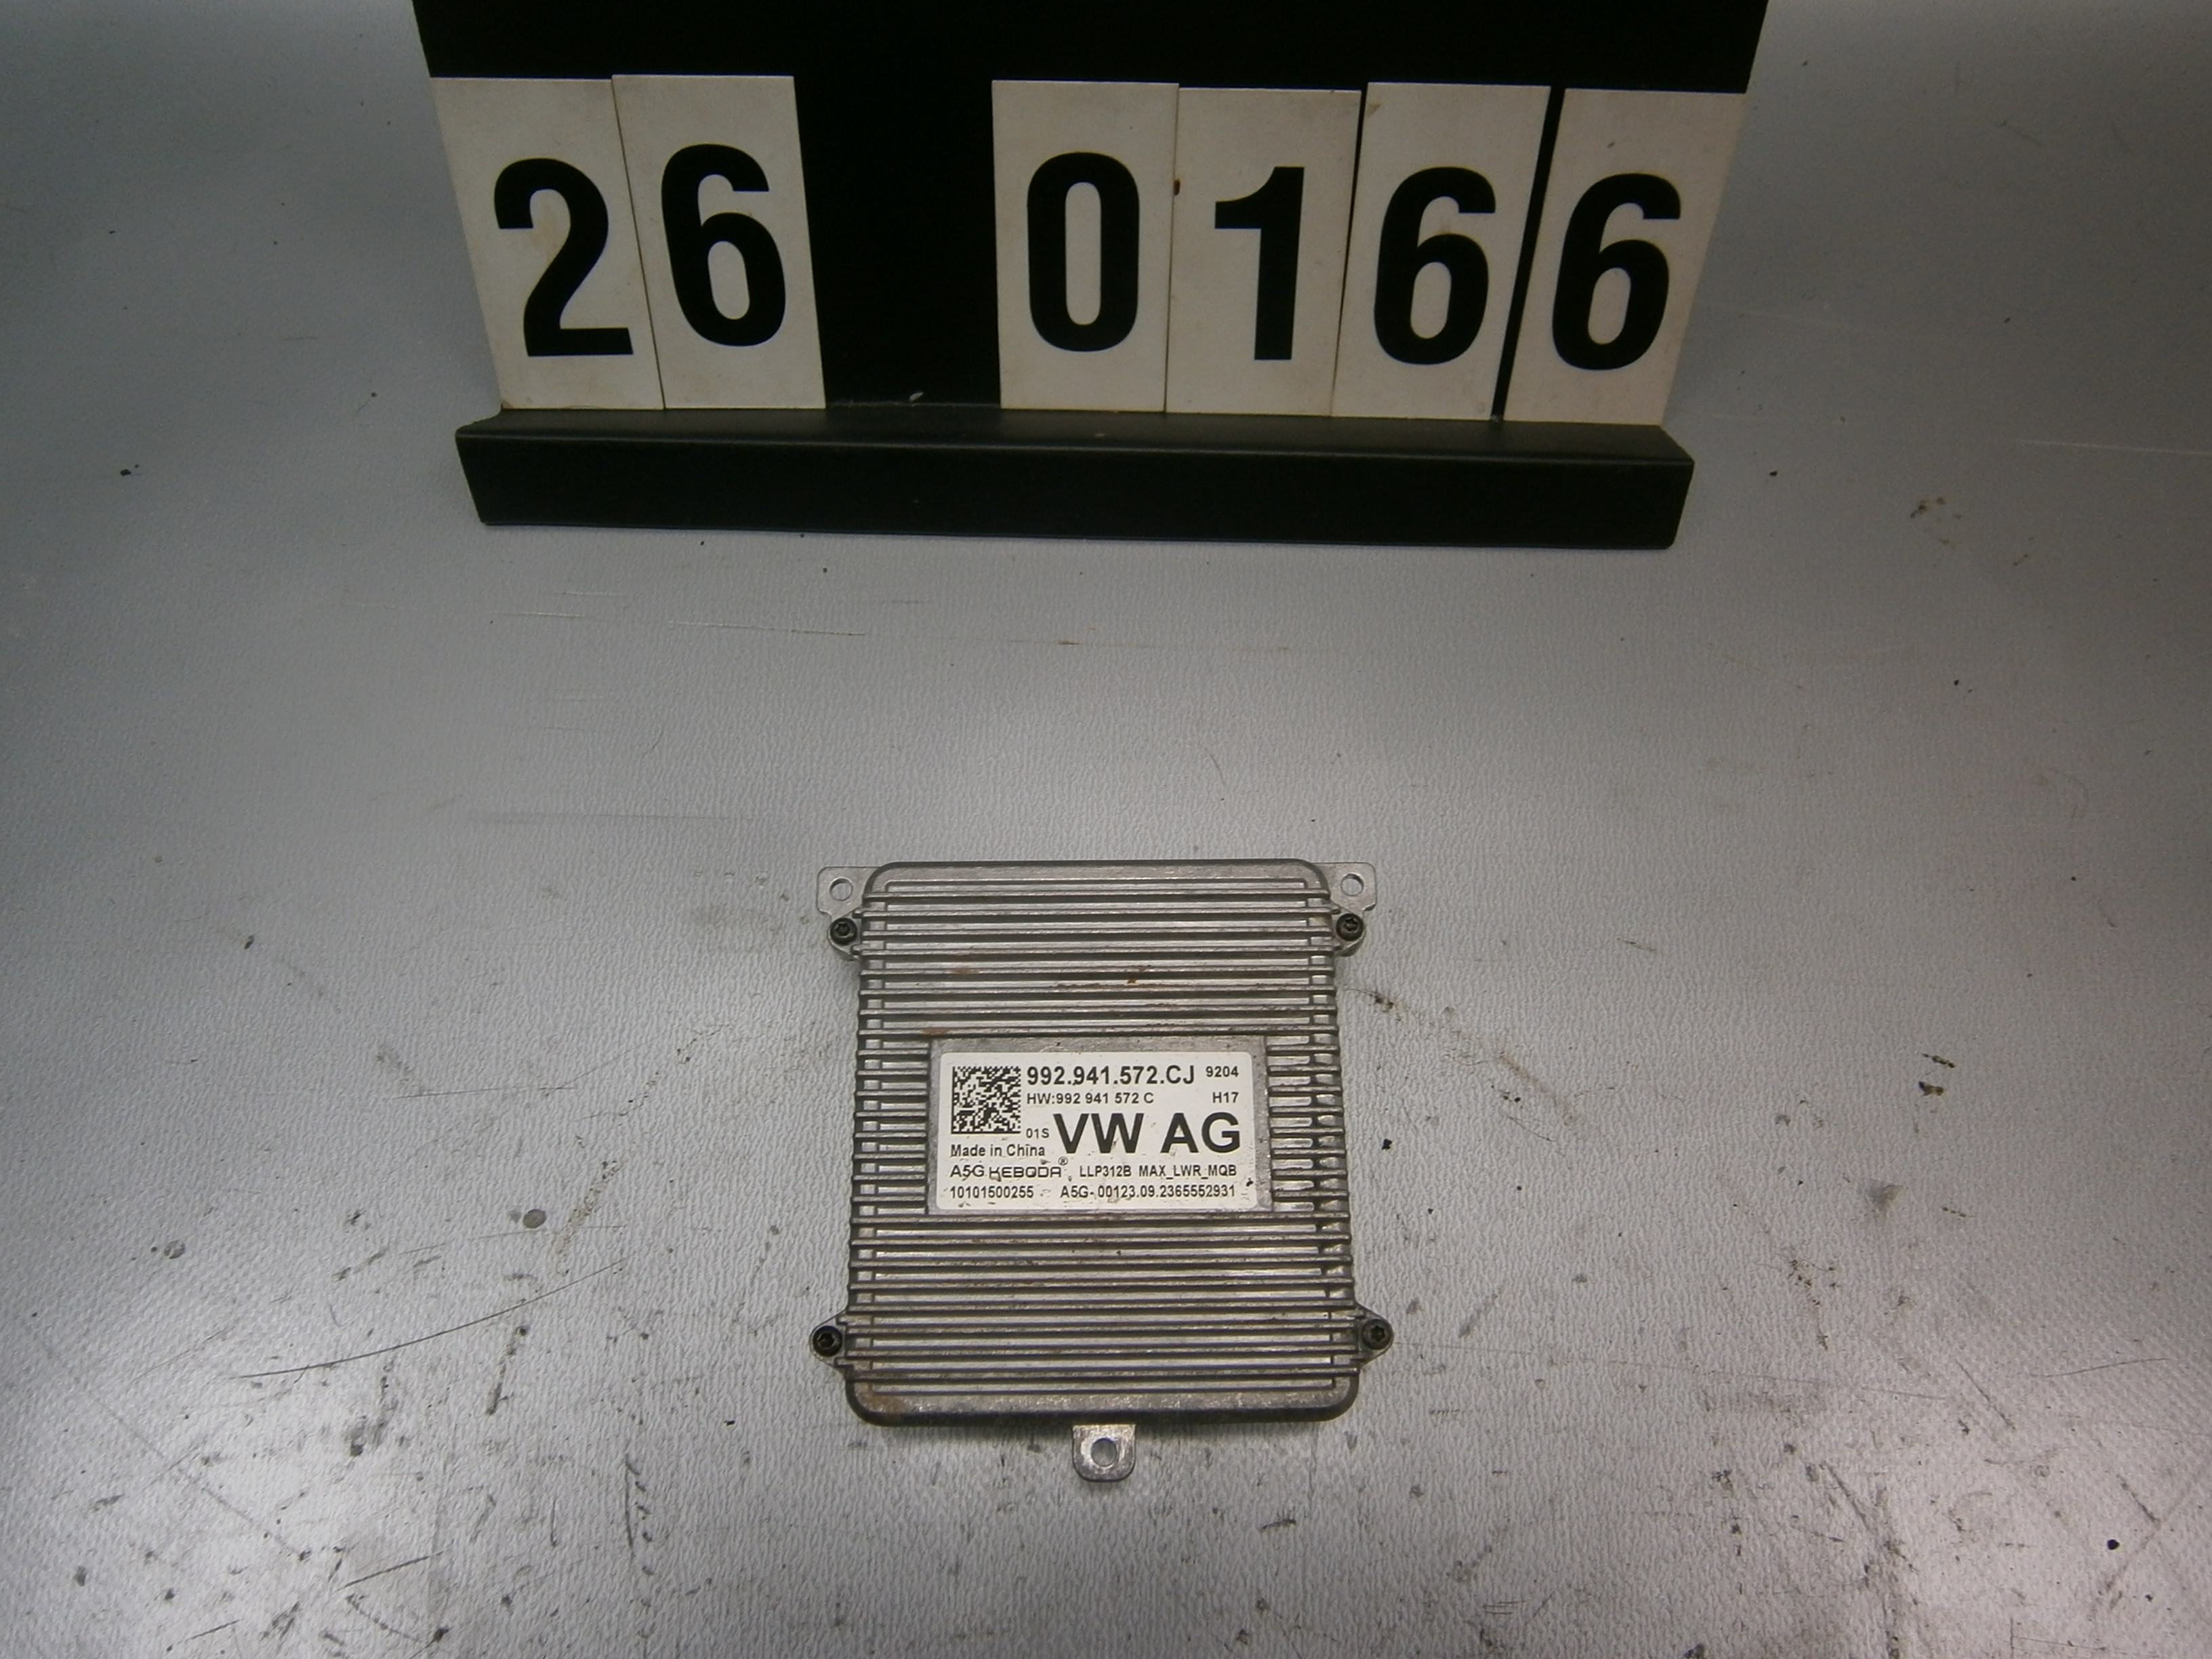 26 0166
992.941.572.CJ 9204
HW:992 941 572 C H17
01S VW AG
Made in China
A5G KEBODA® LLP312B MAX_LWR_MQB
10101500255 A5G- 00123.09.2365552931